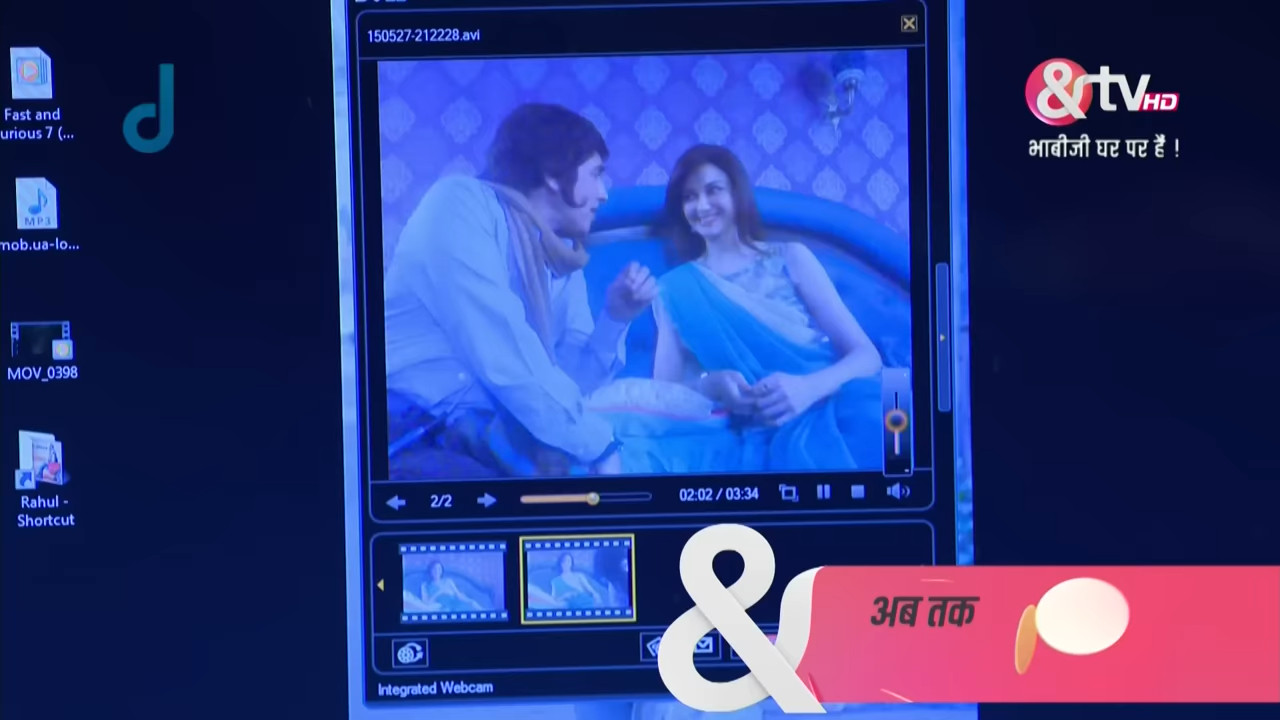 150527-212228.avi
Fast and
urious 7 (...
MP3
mob.ua-lo...
MOV_0398
Rahul -
Shortcut
&tv HD
भाबीजी घर पर हैं !
2/2
02:02 / 03:34
Integrated Webcam
& अब तक